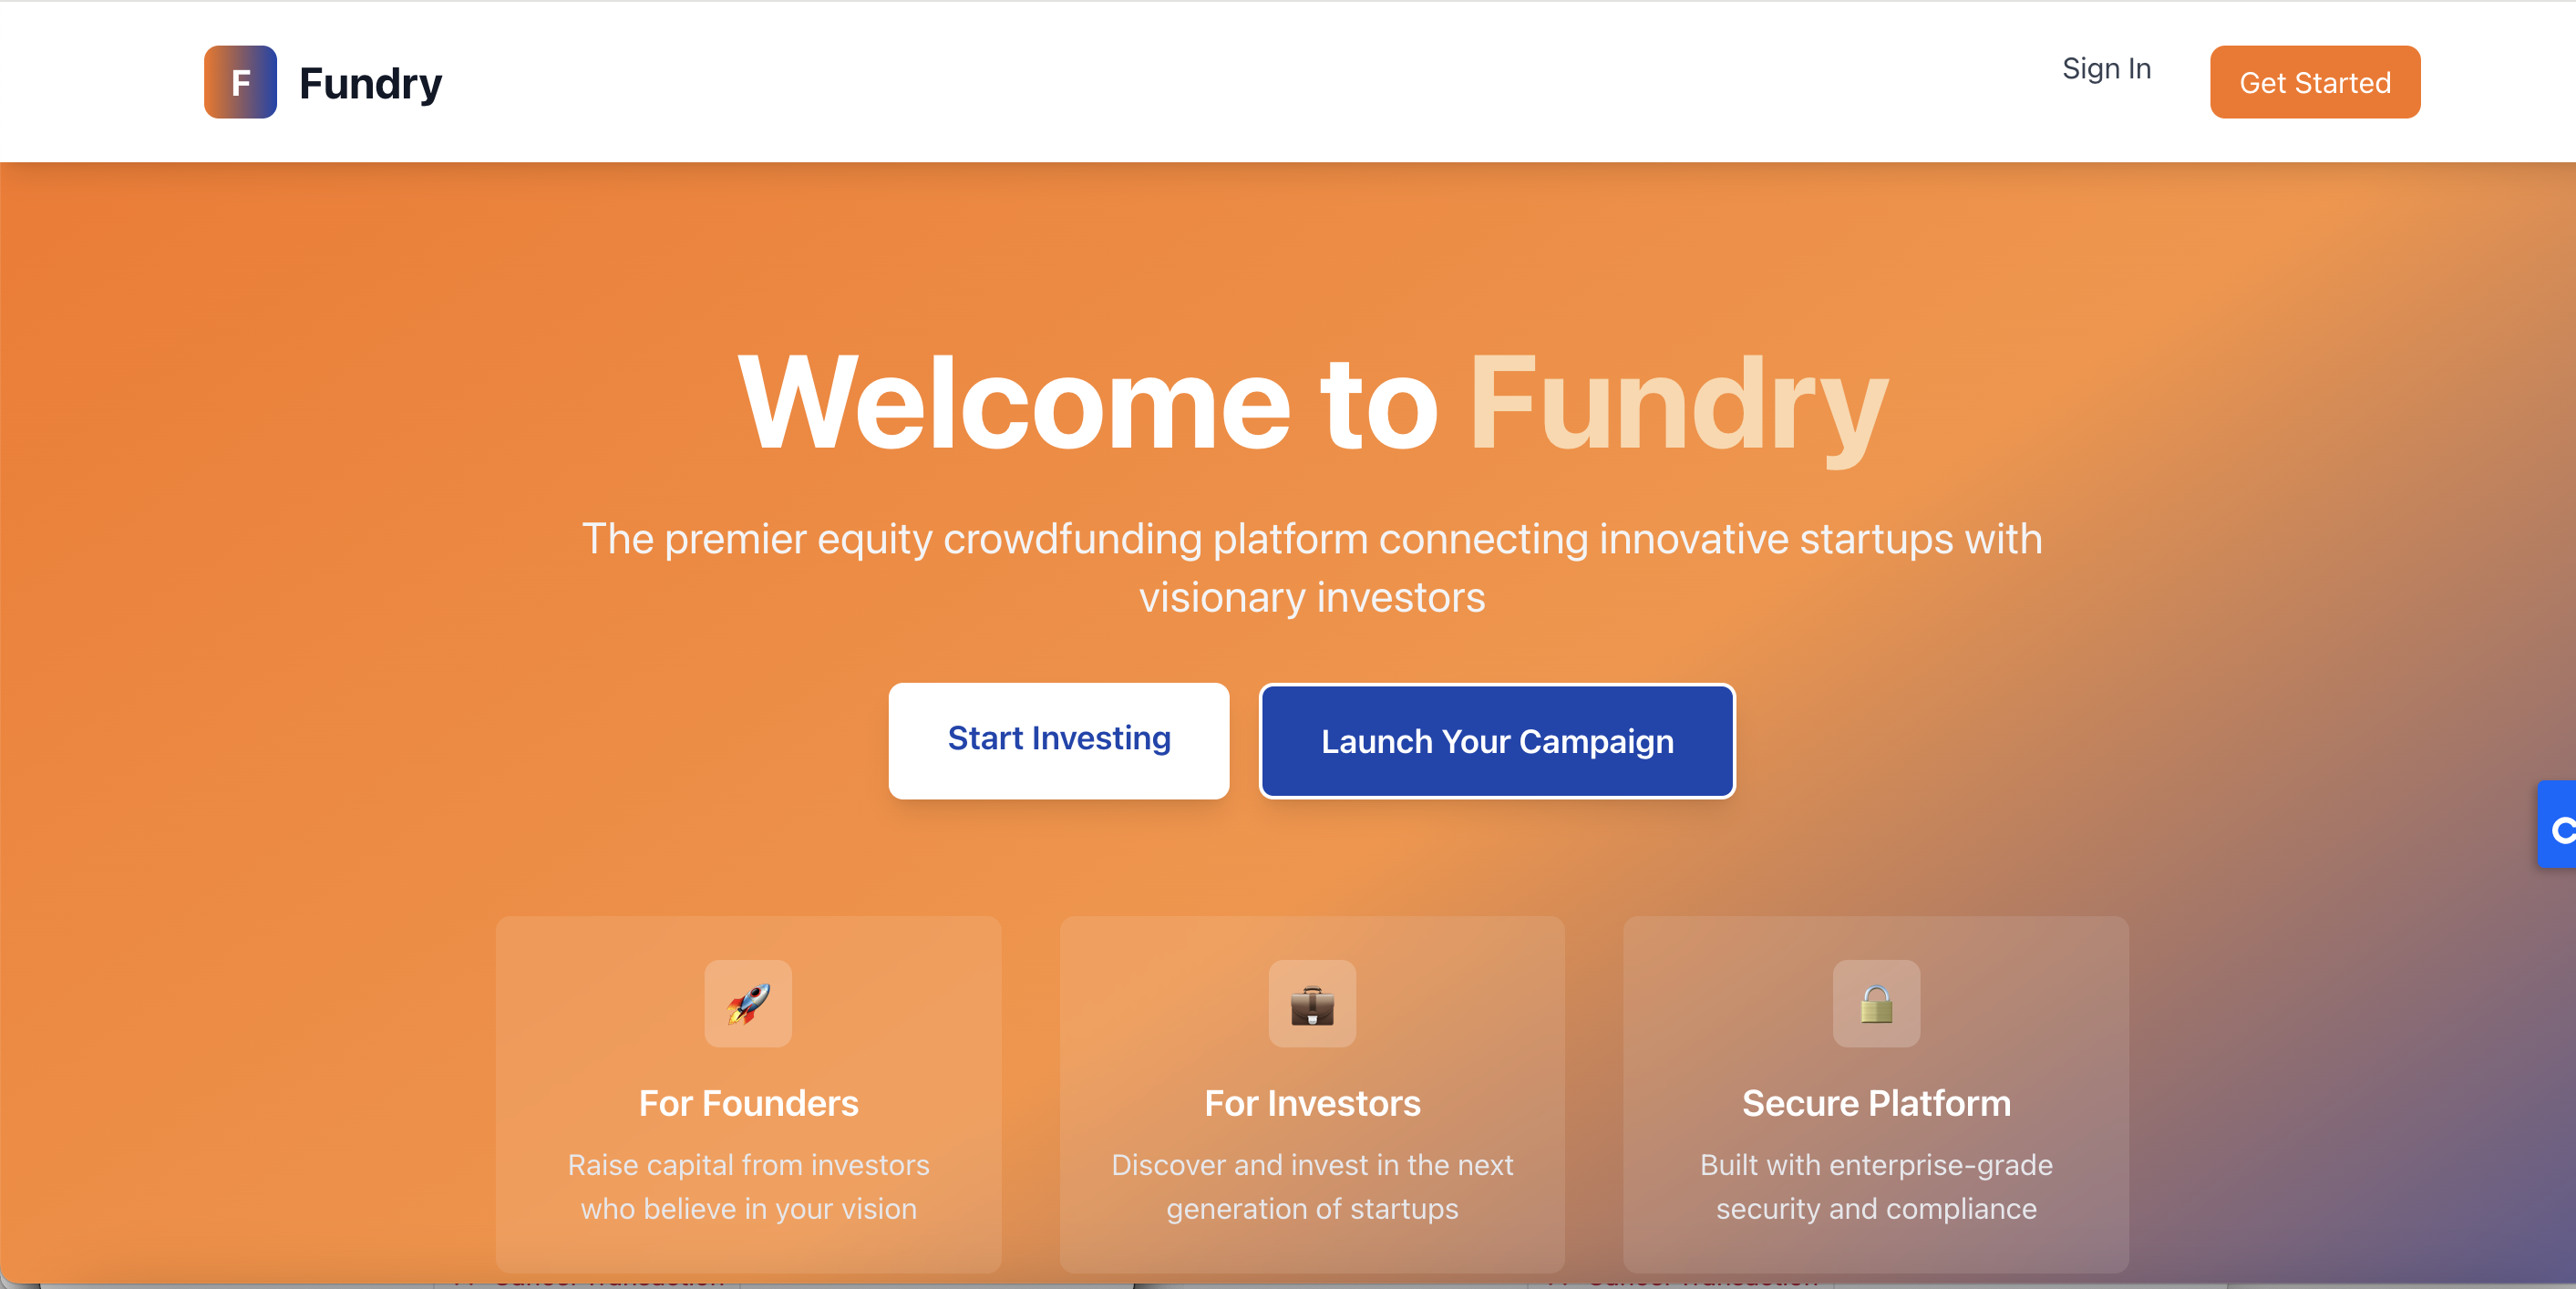 F Fundry
Sign In
Get Started
Welcome to Fundry
The premier equity crowdfunding platform connecting innovative startups with
visionary investors
Start Investing
Launch Your Campaign
C
For Founders
Raise capital from investors
who believe in your vision
For Investors
Discover and invest in the next
generation of startups
Secure Platform
Built with enterprise-grade
security and compliance